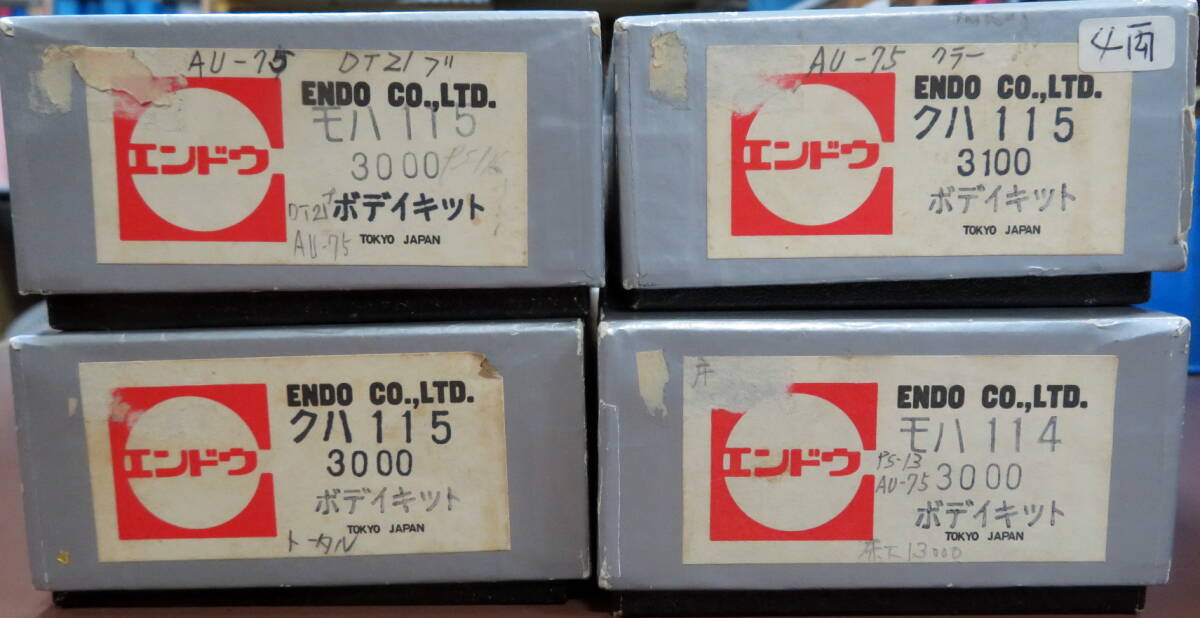 AU-75 DT21ブ
ENDO CO.,LTD.
エンドウ
モハ115
3000
DT21
ボデイキット
AU-75
TOKYO JAPAN
4両
AU-75 クラー
ENDO CO.,LTD.
エンドウ
クハ115
3100
ボデイキット
TOKYO JAPAN
ENDO CO.,LTD.
エンドウ
クハ115
3000
ボデイキット
TOKYO JAPAN
トータル
ENDO CO.,LTD.
エンドウ
モハ114
PS-13
AU-75 3000
ボデイキット
TOKYO JAPAN
13000